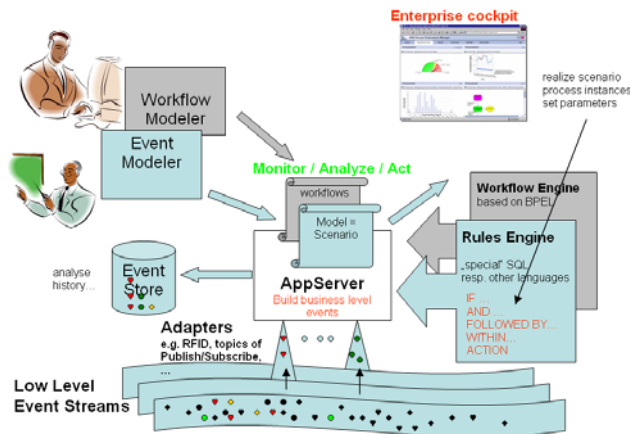 Enterprise cockpit
realize scenario
process instances
set parameters
Workflow
Modeler
Event
Modeler
Monitor / Analyze / Act
workflows
Model =
Scenario
Workflow Engine
based on BPEL
Rules Engine
„special" SQL
resp. other languages
IF ...
AND ...
FOLLOWED BY...
WITHIN...
ACTION
analyse
history...
Event
Store
AppServer
Build business level
events
Adapters
e.g. RFID, topics of
Publish/Subscribe,
...
Low Level
Event Streams